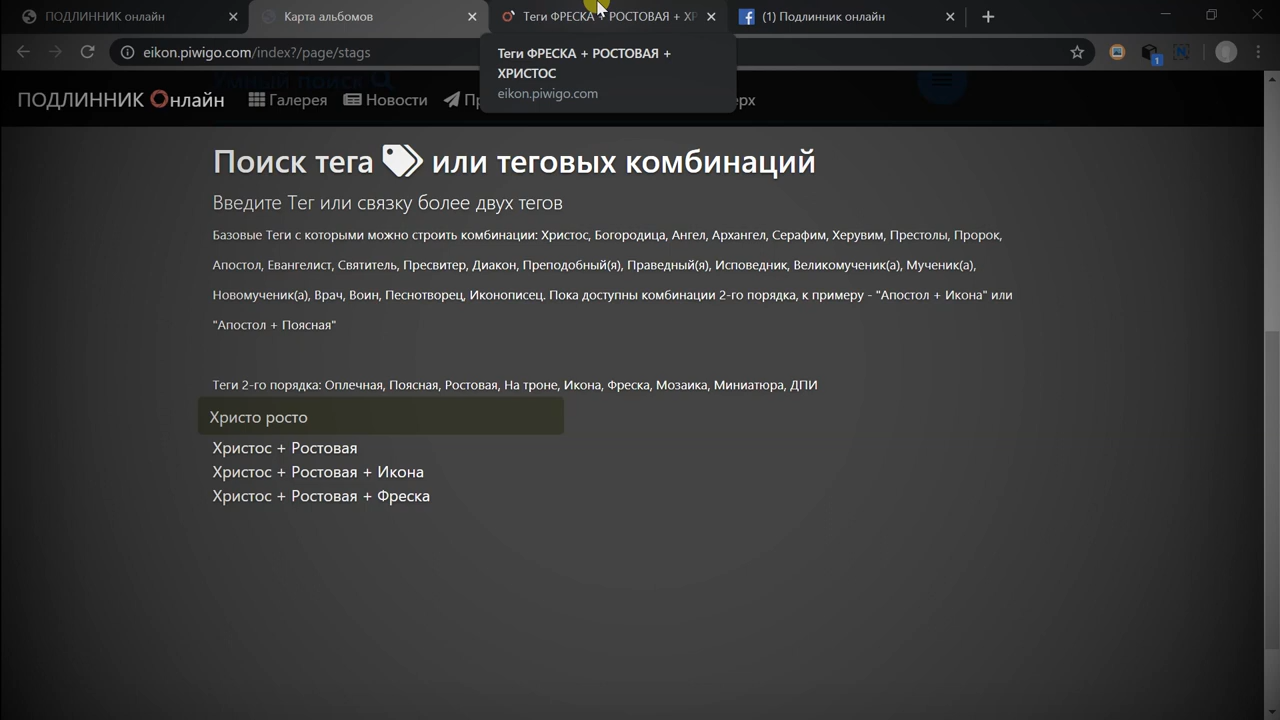 ПОДЛИННИК онлайн
Карта альбомов
Теги ФРЕСКА + РОСТОВАЯ + ХР
(1) Подлинник онлайн
eikon.piwigo.com/index?/page/stags
1
Теги ФРЕСКА + РОСТОВАЯ +
ХРИСТОС
eikon.piwigo.com
Умный поиск
ПОДЛИННИК Онлайн
Галерея
Новости
Пр
ерх
Поиск тега или теговых комбинаций
Введите Тег или связку более двух тегов
Базовые Теги с которыми можно строить комбинации: Христос, Богородица, Ангел, Архангел, Серафим, Херувим, Престолы, Пророк,
Апостол, Евангелист, Святитель, Пресвитер, Диакон, Преподобный(я), Праведный(я), Исповедник, Великомученик(а), Мученик(а),
Новомученик(а), Врач, Воин, Песнотворец, Иконописец. Пока доступны комбинации 2-го порядка, к примеру - "Апостол + Икона" или
"Апостол + Поясная"
Теги 2-го порядка: Оплечная, Поясная, Ростовая, На троне, Икона, Фреска, Мозаика, Миниатюра, ДПИ
Христо росто
Христос + Ростовая
Христос + Ростовая + Икона
Христос + Ростовая + Фреска